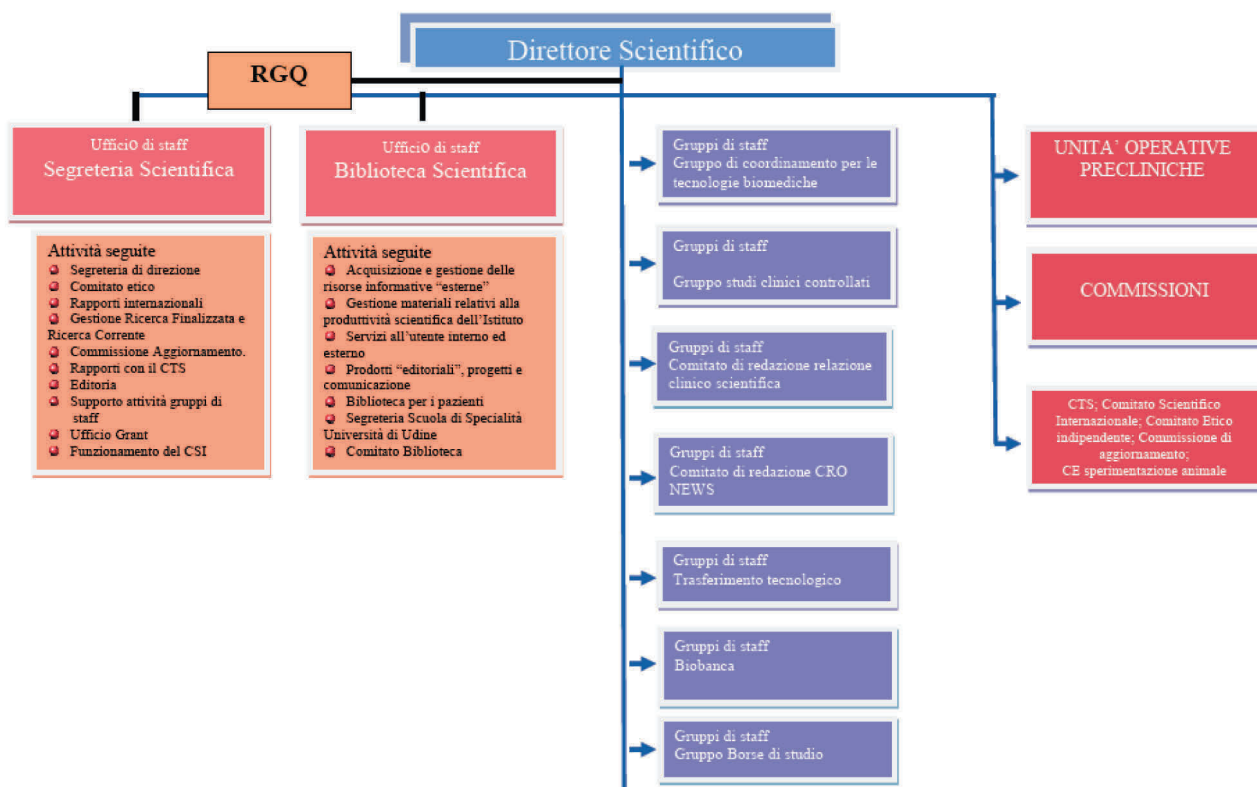 Direttore Scientifico
RGQ
Ufficio di staff
Segreteria Scientifica
Attività seguite
Segreteria di direzione
Comitato etico
Rapporti internazionali
Gestione Ricerca Finalizzata e
Ricerca Corrente
Commissione Aggiornamento.
Rapporti con il CTS
Editoria
Supporto attività gruppi di
staff
Ufficio Grant
Funzionamento del CSI
Ufficio di staff
Biblioteca Scientifica
Attività seguite
Acquisizione e gestione delle
risorse informative “esterne”
Gestione materiali relativi alla
produttività scientifica dell’Istituto
Servizi all’utente interno ed
esterno
Prodotti “editoriali”, progetti e
comunicazione
Biblioteca per i pazienti
Segreteria Scuola di Specialità
Università di Udine
Comitato Biblioteca
Gruppi di staff
Gruppo di coordinamento per le
tecnologie biomediche
Gruppi di staff
Gruppo studi clinici controllati
Gruppi di staff
Comitato di redazione relazione
clinico scientifica
Gruppi di staff
Comitato di redazione CRO
NEWS
Gruppi di staff
Trasferimento tecnologico
Gruppi di staff
Biobanca
Gruppi di staff
Gruppo Borse di studio
UNITA’ OPERATIVE
PRECLINICHE
COMMISSIONI
CTS; Comitato Scientifico
Internazionale; Comitato Etico
indipendente; Commissione di
aggiornamento;
CE sperimentazione animale